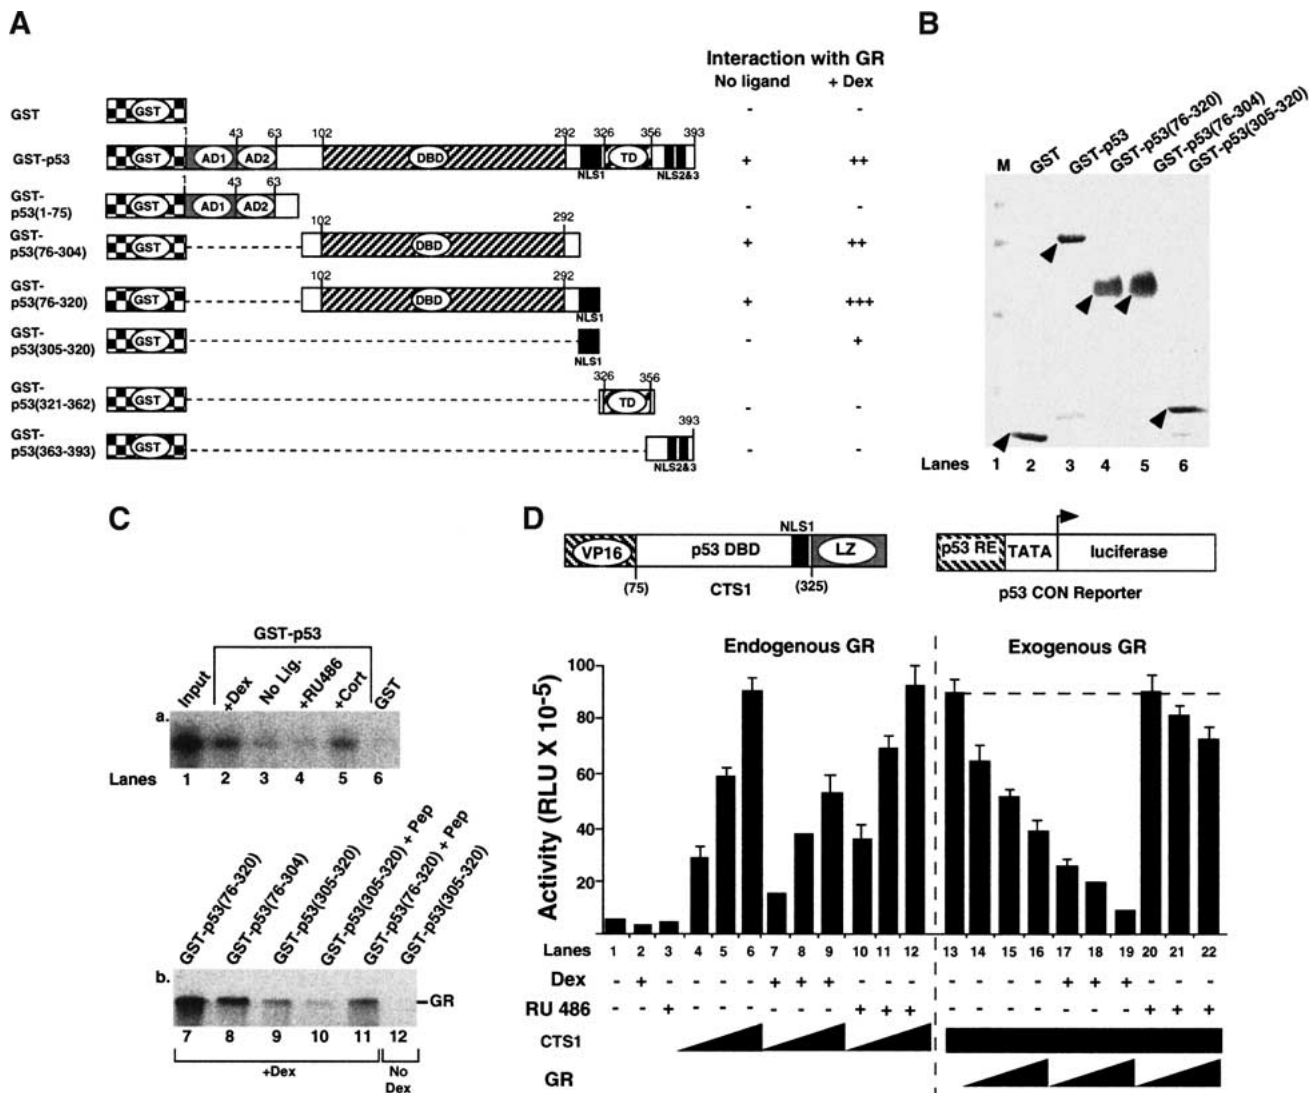 A
Interaction with GR
No ligand + Dex
GST GST - -
1 43 63 102 292 326 356 393
GST-p53 GST AD1 AD2 DBD NLS1 TD NLS2&3 + ++
1 43 63
GST-p53(1-75) GST AD1 AD2 - -
102 292
GST-p53(76-304) GST DBD + ++
102 292
GST-p53(76-320) GST DBD NLS1 + +++
GST-p53(305-320) GST NLS1 - +
326 356
GST-p53(321-362) GST TD - -
393
GST-p53(363-393) GST NLS2&3 - -
B
M GST GST-p53 GST-p53(76-320) GST-p53(76-304) GST-p53(305-320)
Lanes 1 2 3 4 5 6
C
GST-p53
Input +Dex No Lig. +RU486 +Cort GST
a.
Lanes 1 2 3 4 5 6
GST-p53(76-320) GST-p53(76-304) GST-p53(305-320) GST-p53(305-320) + Pep GST-p53(76-320) + Pep GST-p53(305-320)
b.
GR
7 8 9 10 11 12
+Dex No Dex
D
NLS1
VP16 p53 DBD LZ
(75) CTS1 (325)
p53 RE TATA luciferase
p53 CON Reporter
Endogenous GR Exogenous GR
Activity (RLU X 10-5)
100
80
60
40
20
Lanes 1 2 3 4 5 6 7 8 9 10 11 12 13 14 15 16 17 18 19 20 21 22
Dex - + - - - - + + + - - - - - - - + + + - - -
RU 486 - - + - - - - - - + + + - - - - - - - + + +
CTS1
GR